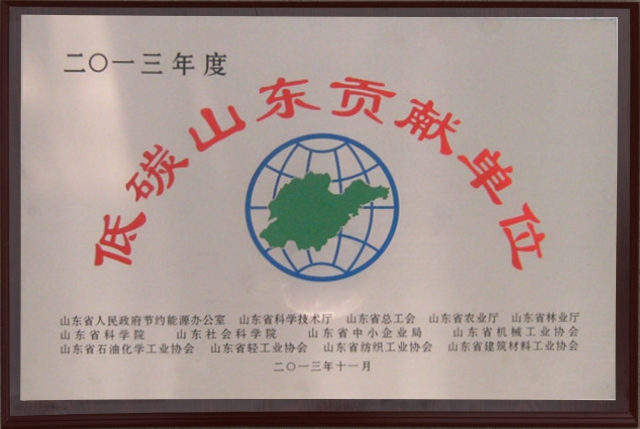 二〇一三年度
低碳山东贡献单位
山东省人民政府节约能源办公室 山东省科学技术厅 山东省总工会 山东省农业厅 山东省林业厅
山东省科学院 山东社会科学院 山东省中小企业局 山东省机械工业协会
山东省石油化学工业协会 山东省轻工业协会 山东省纺织工业协会 山东省建筑材料工业协会
二〇一三年十一月